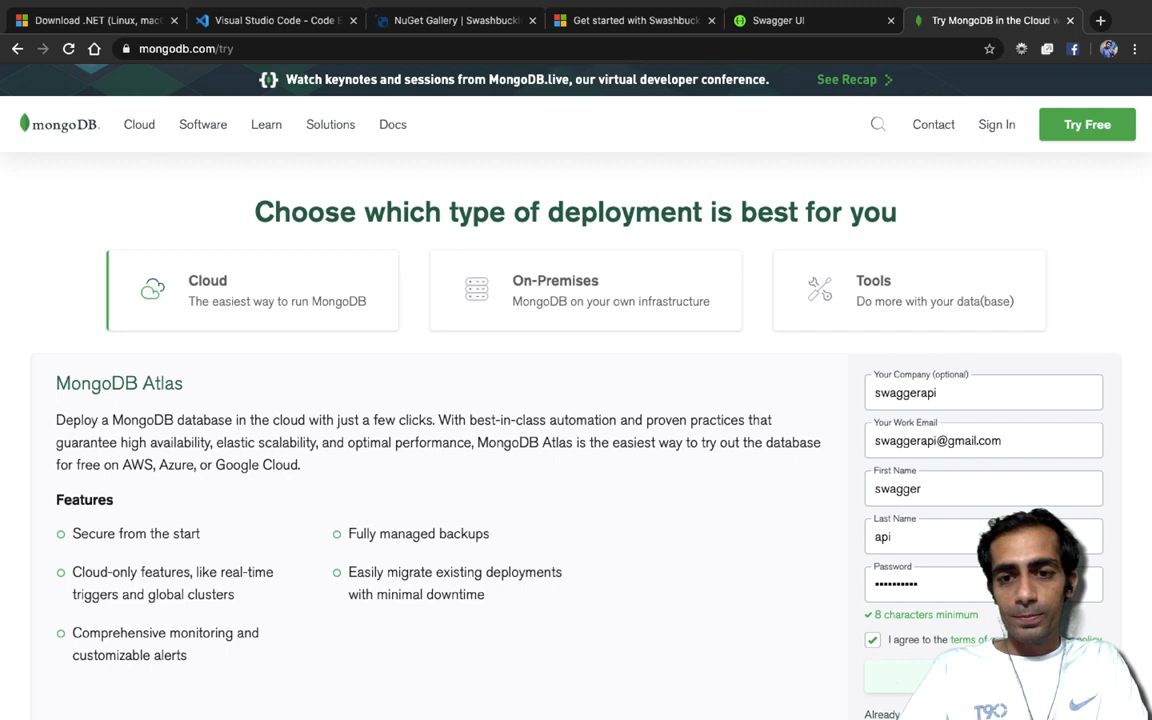 Download .NET (Linux, mac
Visual Studio Code - Code E
NuGet Gallery | Swashbuckl
Get started with Swashbuck
Swagger UI
Try MongoDB in the Cloud w
mongodb.com/try
Watch keynotes and sessions from MongoDB.live, our virtual developer conference.
See Recap
mongoDB.
Cloud
Software
Learn
Solutions
Docs
Contact
Sign In
Try Free
Choose which type of deployment is best for you
Cloud
The easiest way to run MongoDB
On-Premises
MongoDB on your own infrastructure
Tools
Do more with your data(base)
MongoDB Atlas
Deploy a MongoDB database in the cloud with just a few clicks. With best-in-class automation and proven practices that
guarantee high availability, elastic scalability, and optimal performance, MongoDB Atlas is the easiest way to try out the database
for free on AWS, Azure, or Google Cloud.
Features
Secure from the start
Cloud-only features, like real-time
triggers and global clusters
Comprehensive monitoring and
customizable alerts
Fully managed backups
Easily migrate existing deployments
with minimal downtime
Your Company (optional)
swaggerapi
Your Work Email
swaggerapi@gmail.com
First Name
swagger
Last Name
api
Password
••••••••••
8 characters minimum
I agree to the terms of
Already
T90